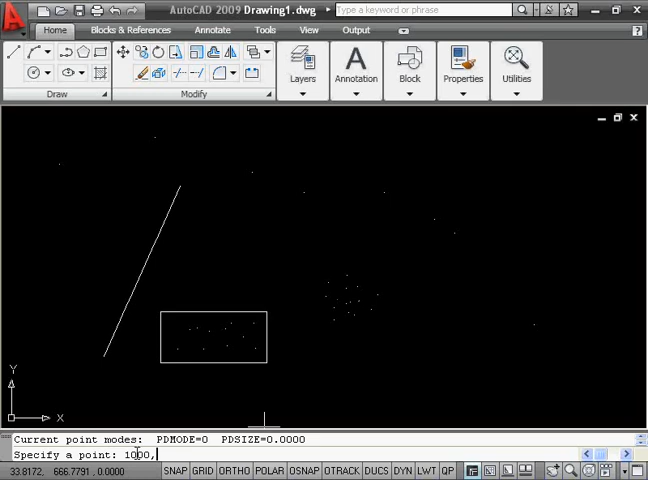 AutoCAD 2009 Drawing1.dwg
Type a keyword or phrase
Home Blocks & References Annotate Tools View Output
Layers Annotation Block Properties Utilities
Draw Modify
Y
X
Current point modes: PDMODE=0 PDSIZE=0.0000
Specify a point: 1000,
33.8172, 666.7791, 0.0000 SNAP GRID ORTHO POLAR OSNAP OTRACK DUCS DYN LWT QP